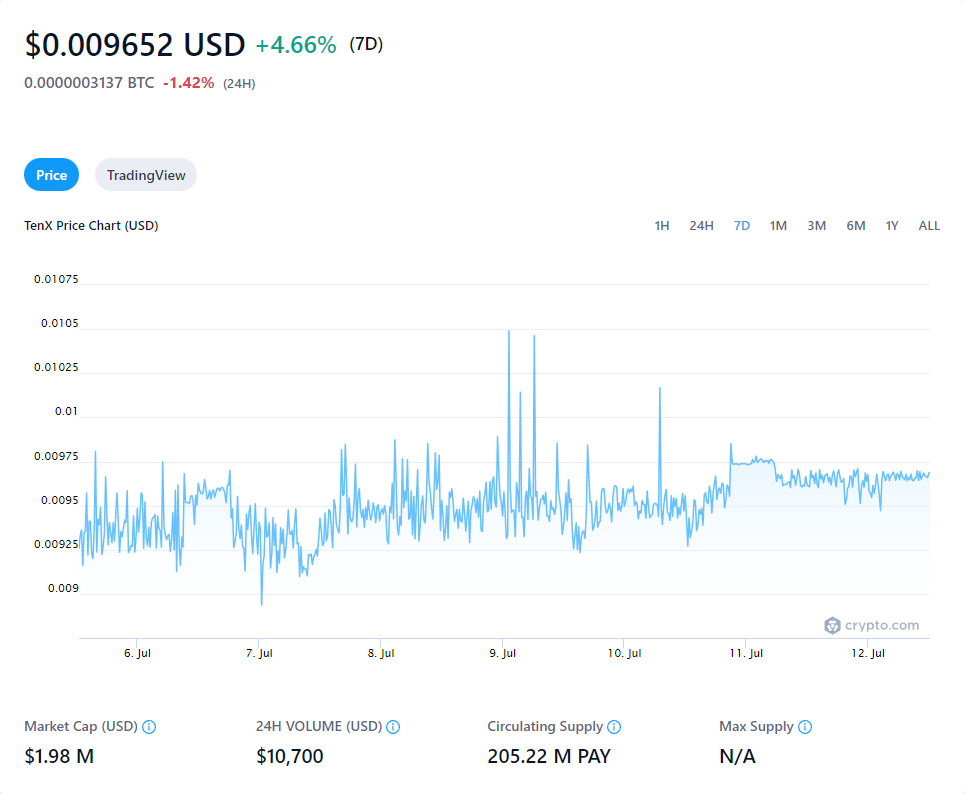 $0.009652 USD +4.66% (7D)
0.0000003137 BTC -1.42% (24H)
Price TradingView
TenX Price Chart (USD) 1H 24H 7D 1M 3M 6M 1Y ALL
0.01075
0.0105
0.01025
0.01
0.00975
0.0095
0.00925
0.009
crypto.com
6. Jul 7. Jul 8. Jul 9. Jul 10. Jul 11. Jul 12. Jul
Market Cap (USD) 24H VOLUME (USD) Circulating Supply Max Supply
$1.98 M $10,700 205.22 M PAY N/A